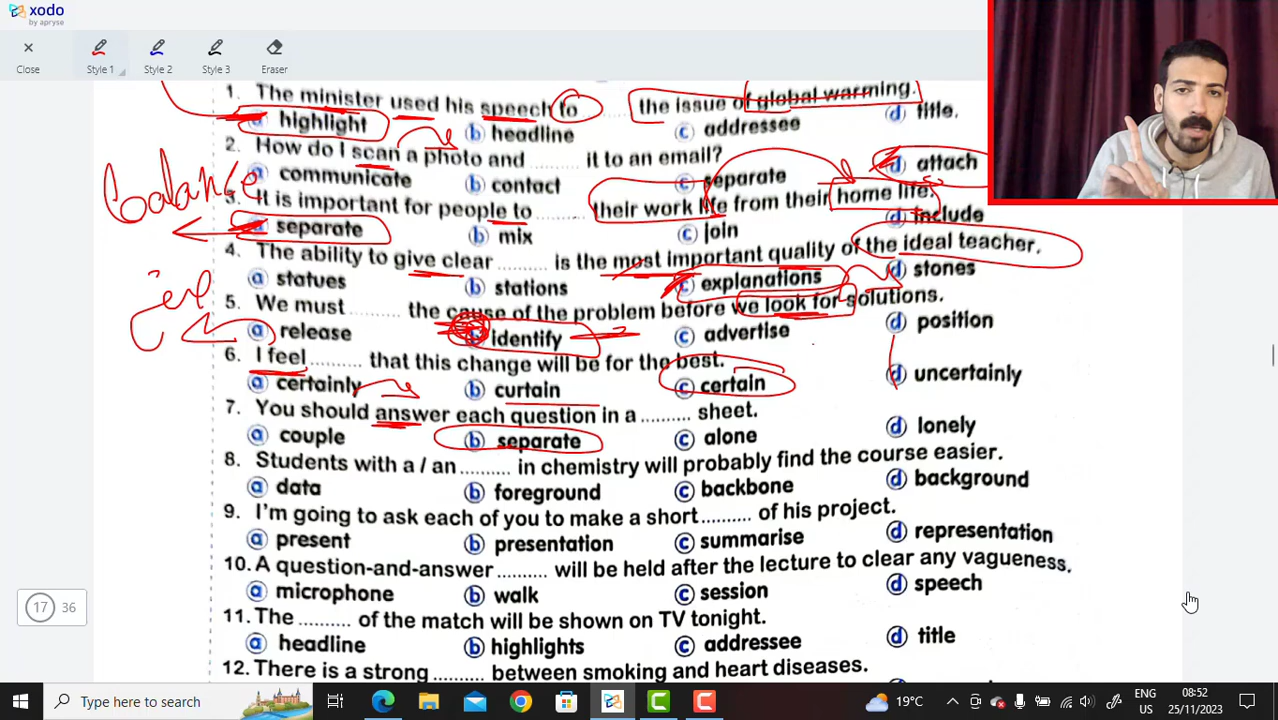 xodo
by apryse
Close
Style 1
Style 2
Style 3
Eraser
1. The minister used his speech to the issue of global warming.
a highlight b headline c addressee d title.
2. How do I scan a photo and .......... it to an email?
a communicate b contact c separate d attach
3. It is important for people to .......... their work life from their home life.
a separate b mix c join d include
balance
4. The ability to give clear .......... is the most important quality of the ideal teacher.
a statues b stations c explanations d stones
5. We must .......... the cause of the problem before we look for solutions.
a release b identify c advertise d position
6. I feel .......... that this change will be for the best.
a certainly b curtain c certain d uncertainly
7. You should answer each question in a .......... sheet.
a couple b separate c alone d lonely
8. Students with a / an .......... in chemistry will probably find the course easier.
a data b foreground c backbone d background
9. I'm going to ask each of you to make a short .......... of his project.
a present b presentation c summarise d representation
10. A question-and-answer .......... will be held after the lecture to clear any vagueness.
a microphone b walk c session d speech
11. The .......... of the match will be shown on TV tonight.
a headline b highlights c addressee d title
12. There is a strong .......... between smoking and heart diseases.
17 36
Type here to search
19°C
ENG
US
08:52
25/11/2023